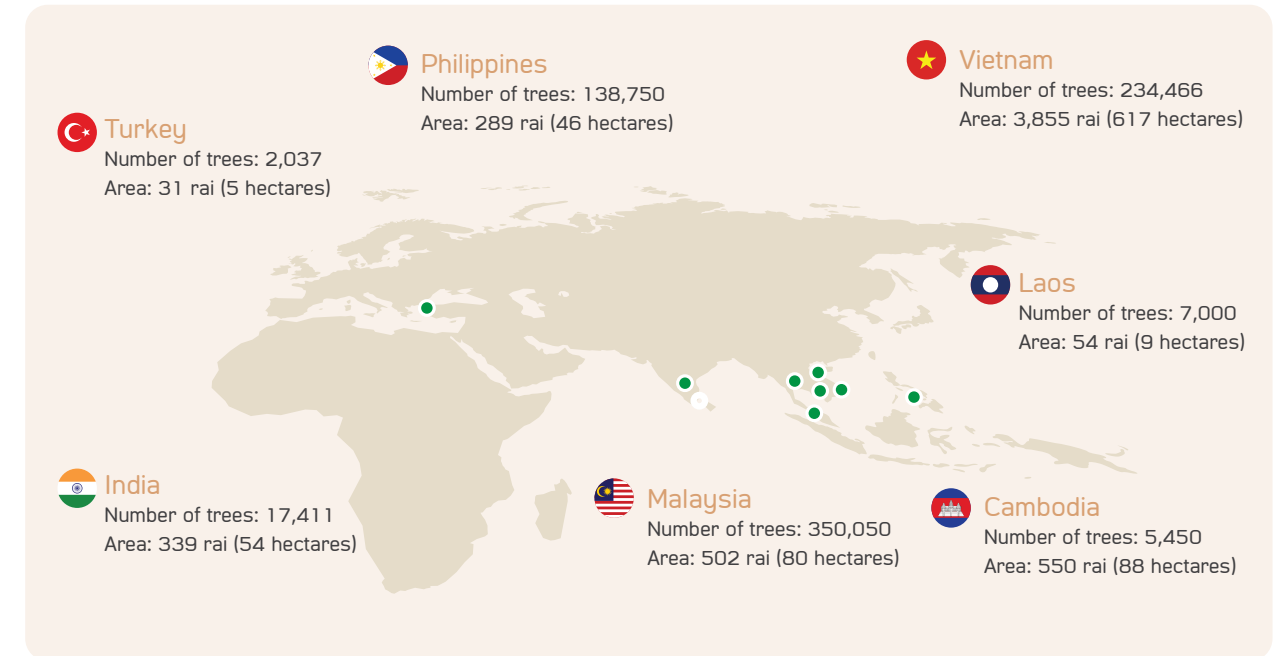 Philippines
Number of trees: 138,750
Area: 289 rai (46 hectares)
Vietnam
Number of trees: 234,466
Area: 3,855 rai (617 hectares)
Turkey
Number of trees: 2,037
Area: 31 rai (5 hectares)
Laos
Number of trees: 7,000
Area: 54 rai (9 hectares)
India
Number of trees: 17,411
Area: 339 rai (54 hectares)
Malaysia
Number of trees: 350,050
Area: 502 rai (80 hectares)
Cambodia
Number of trees: 5,450
Area: 550 rai (88 hectares)